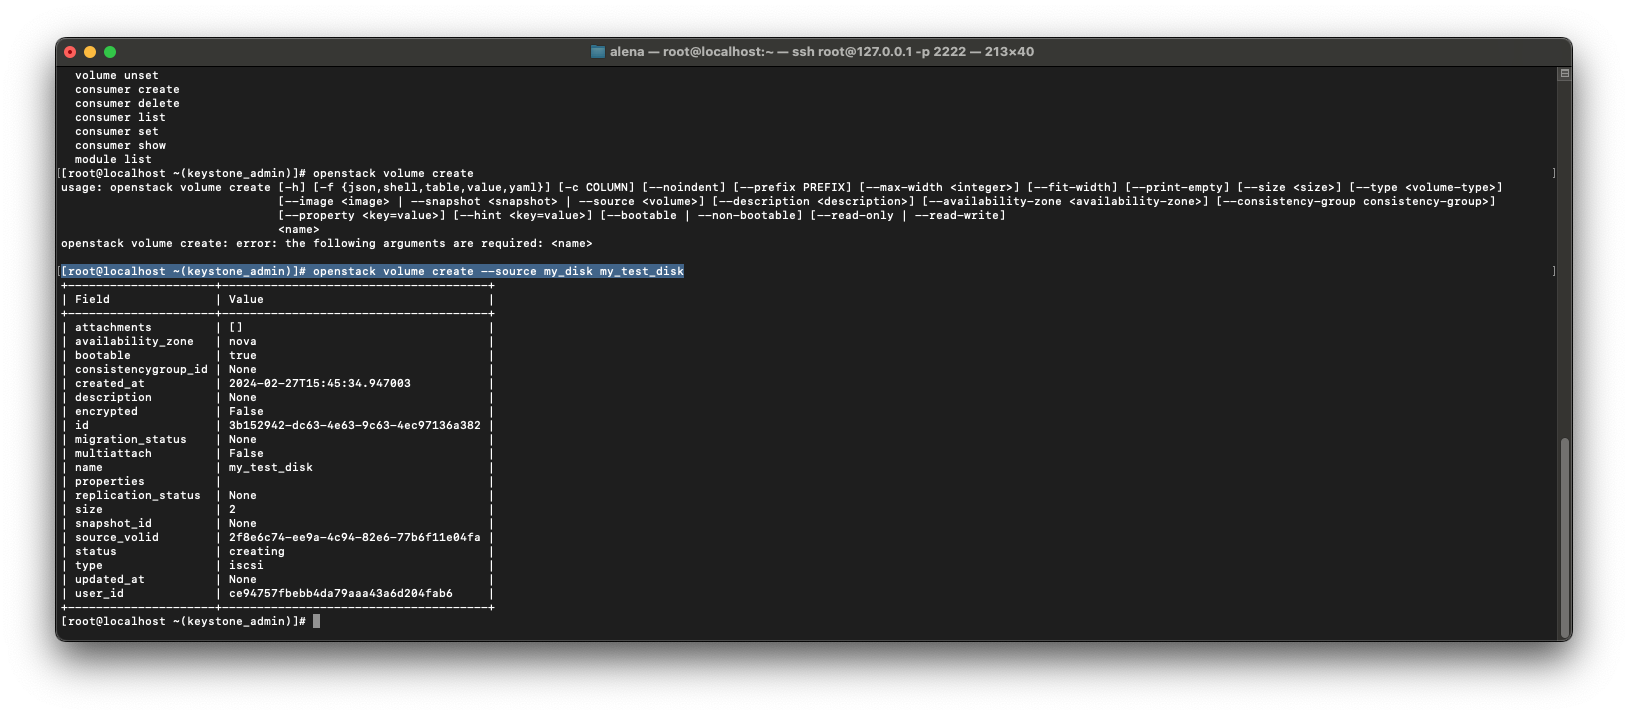 alena — root@localhost:~ — ssh root@127.0.0.1 -p 2222 — 213×40
volume unset
consumer create
consumer delete
consumer list
consumer set
consumer show
module list
[[root@localhost ~(keystone_admin)]# openstack volume create ]
usage: openstack volume create [-h] [-f {json,shell,table,value,yaml}] [-c COLUMN] [--noindent] [--prefix PREFIX] [--max-width <integer>] [--fit-width] [--print-empty] [--size <size>] [--type <volume-type>]
[--image <image> | --snapshot <snapshot> | --source <volume>] [--description <description>] [--availability-zone <availability-zone>] [--consistency-group consistency-group>]
[--property <key=value>] [--hint <key=value>] [--bootable | --non-bootable] [--read-only | --read-write]
<name>
openstack volume create: error: the following arguments are required: <name>
[[root@localhost ~(keystone_admin)]# openstack volume create --source my_disk my_test_disk ]
+---------------------+--------------------------------------+
| Field               | Value                                |
+---------------------+--------------------------------------+
| attachments         | []                                   |
| availability_zone   | nova                                 |
| bootable            | true                                 |
| consistencygroup_id | None                                 |
| created_at          | 2024-02-27T15:45:34.947003           |
| description         | None                                 |
| encrypted           | False                                |
| id                  | 3b152942-dc63-4e63-9c63-4ec97136a382 |
| migration_status    | None                                 |
| multiattach         | False                                |
| name                | my_test_disk                         |
| properties          |                                      |
| replication_status  | None                                 |
| size                | 2                                    |
| snapshot_id         | None                                 |
| source_volid        | 2f8e6c74-ee9a-4c94-82e6-77b6f11e04fa |
| status              | creating                             |
| type                | iscsi                                |
| updated_at          | None                                 |
| user_id             | ce94757fbebb4da79aaa43a6d204fab6     |
+---------------------+--------------------------------------+
[root@localhost ~(keystone_admin)]#